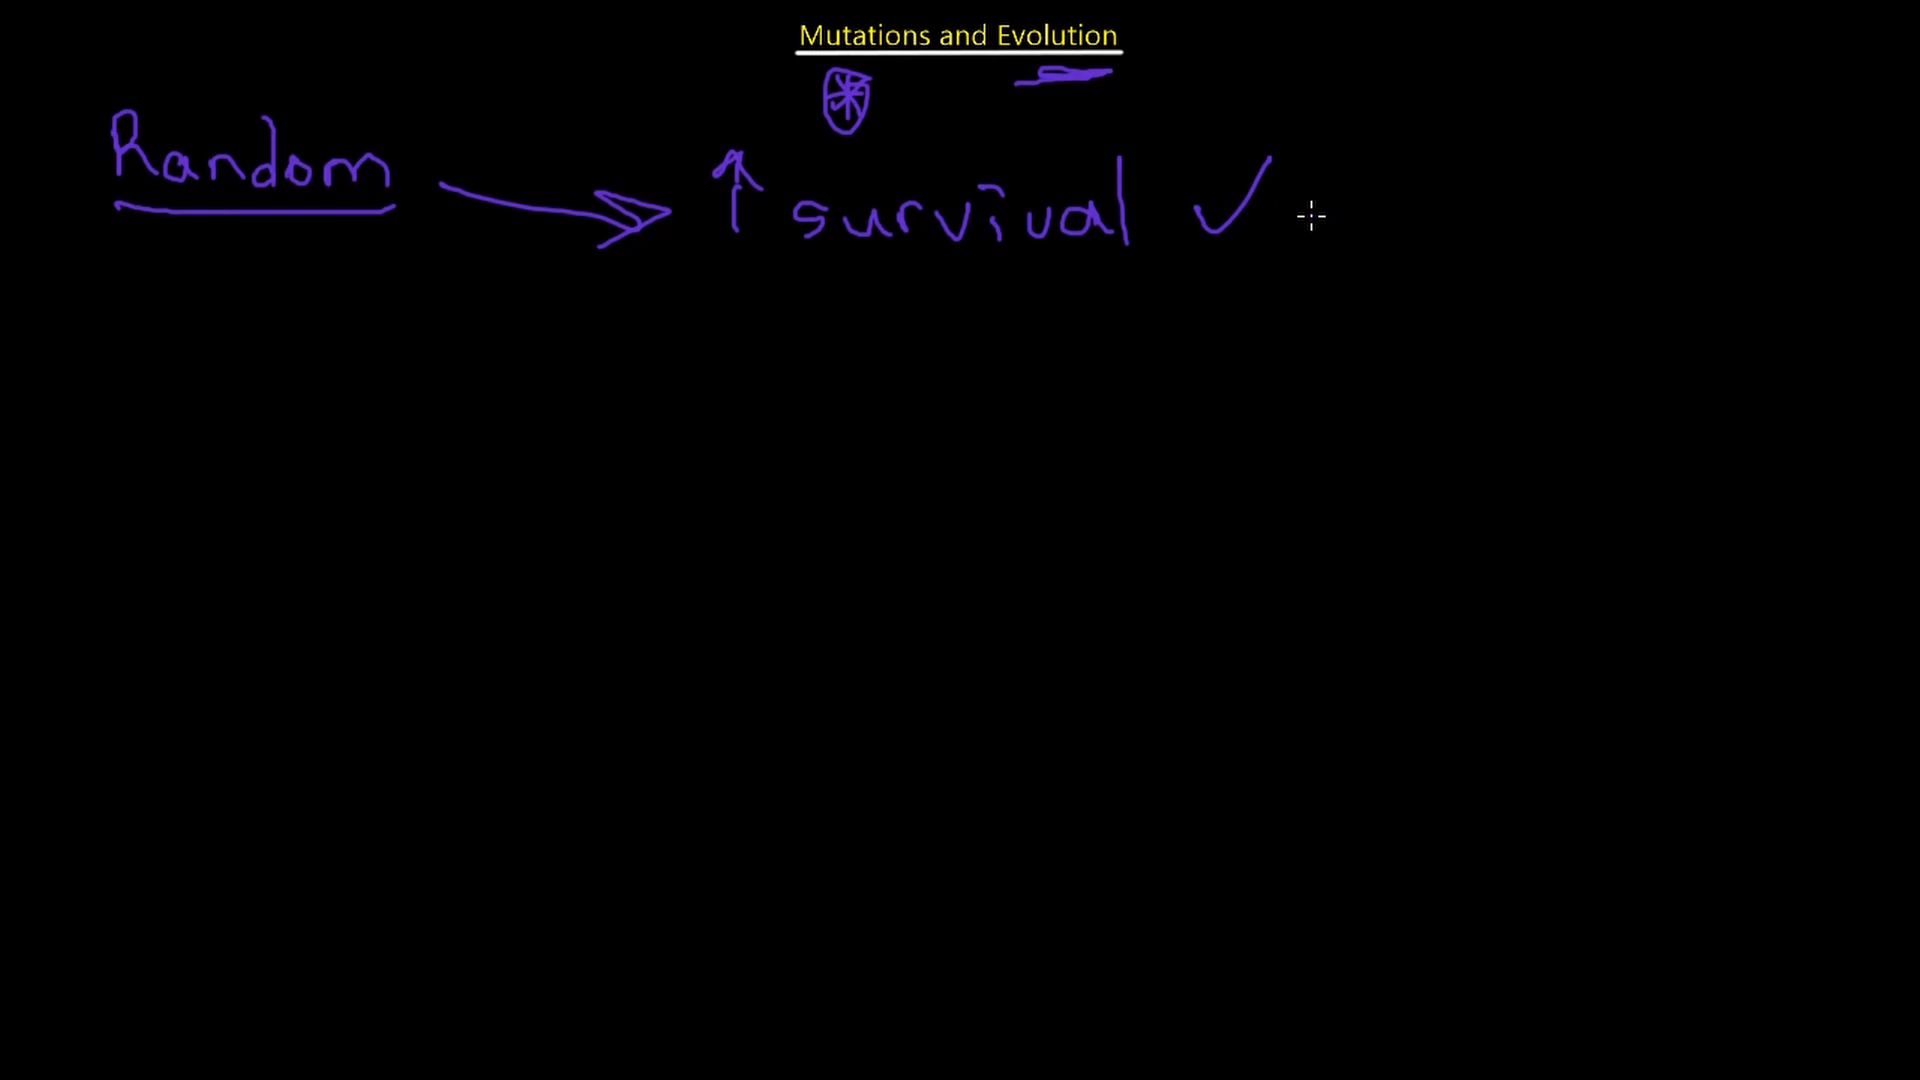 Mutations and Evolution
Random → ↑ survival ✓